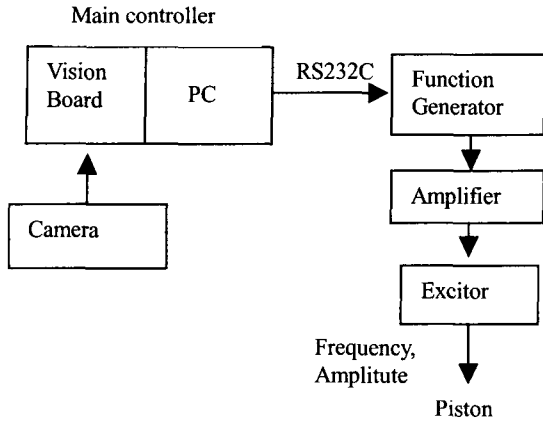 Main controller
Vision
Board
PC
RS232C
Function
Generator
Camera
Amplifier
Excitor
Frequency,
Amplitute
Piston